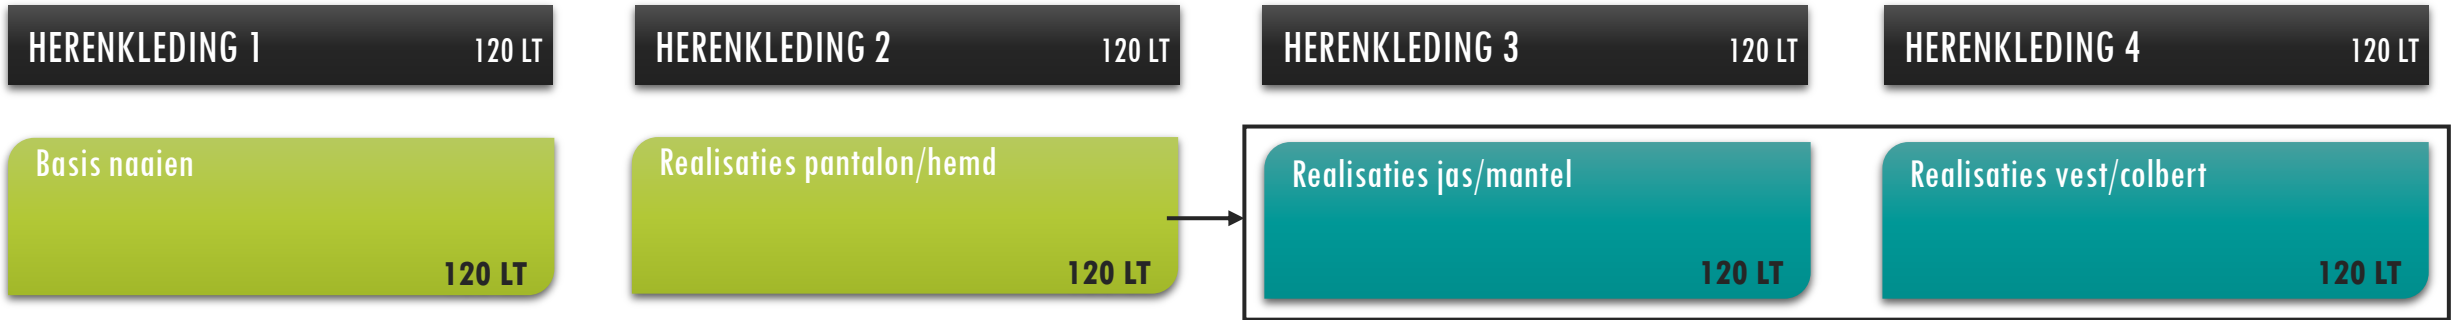 HERENKLEDING 1 120 LT
HERENKLEDING 2 120 LT
HERENKLEDING 3 120 LT
HERENKLEDING 4 120 LT
Basis naaien
120 LT
Realisaties pantalon/hemd
120 LT
Realisaties jas/mantel
120 LT
Realisaties vest/colbert
120 LT